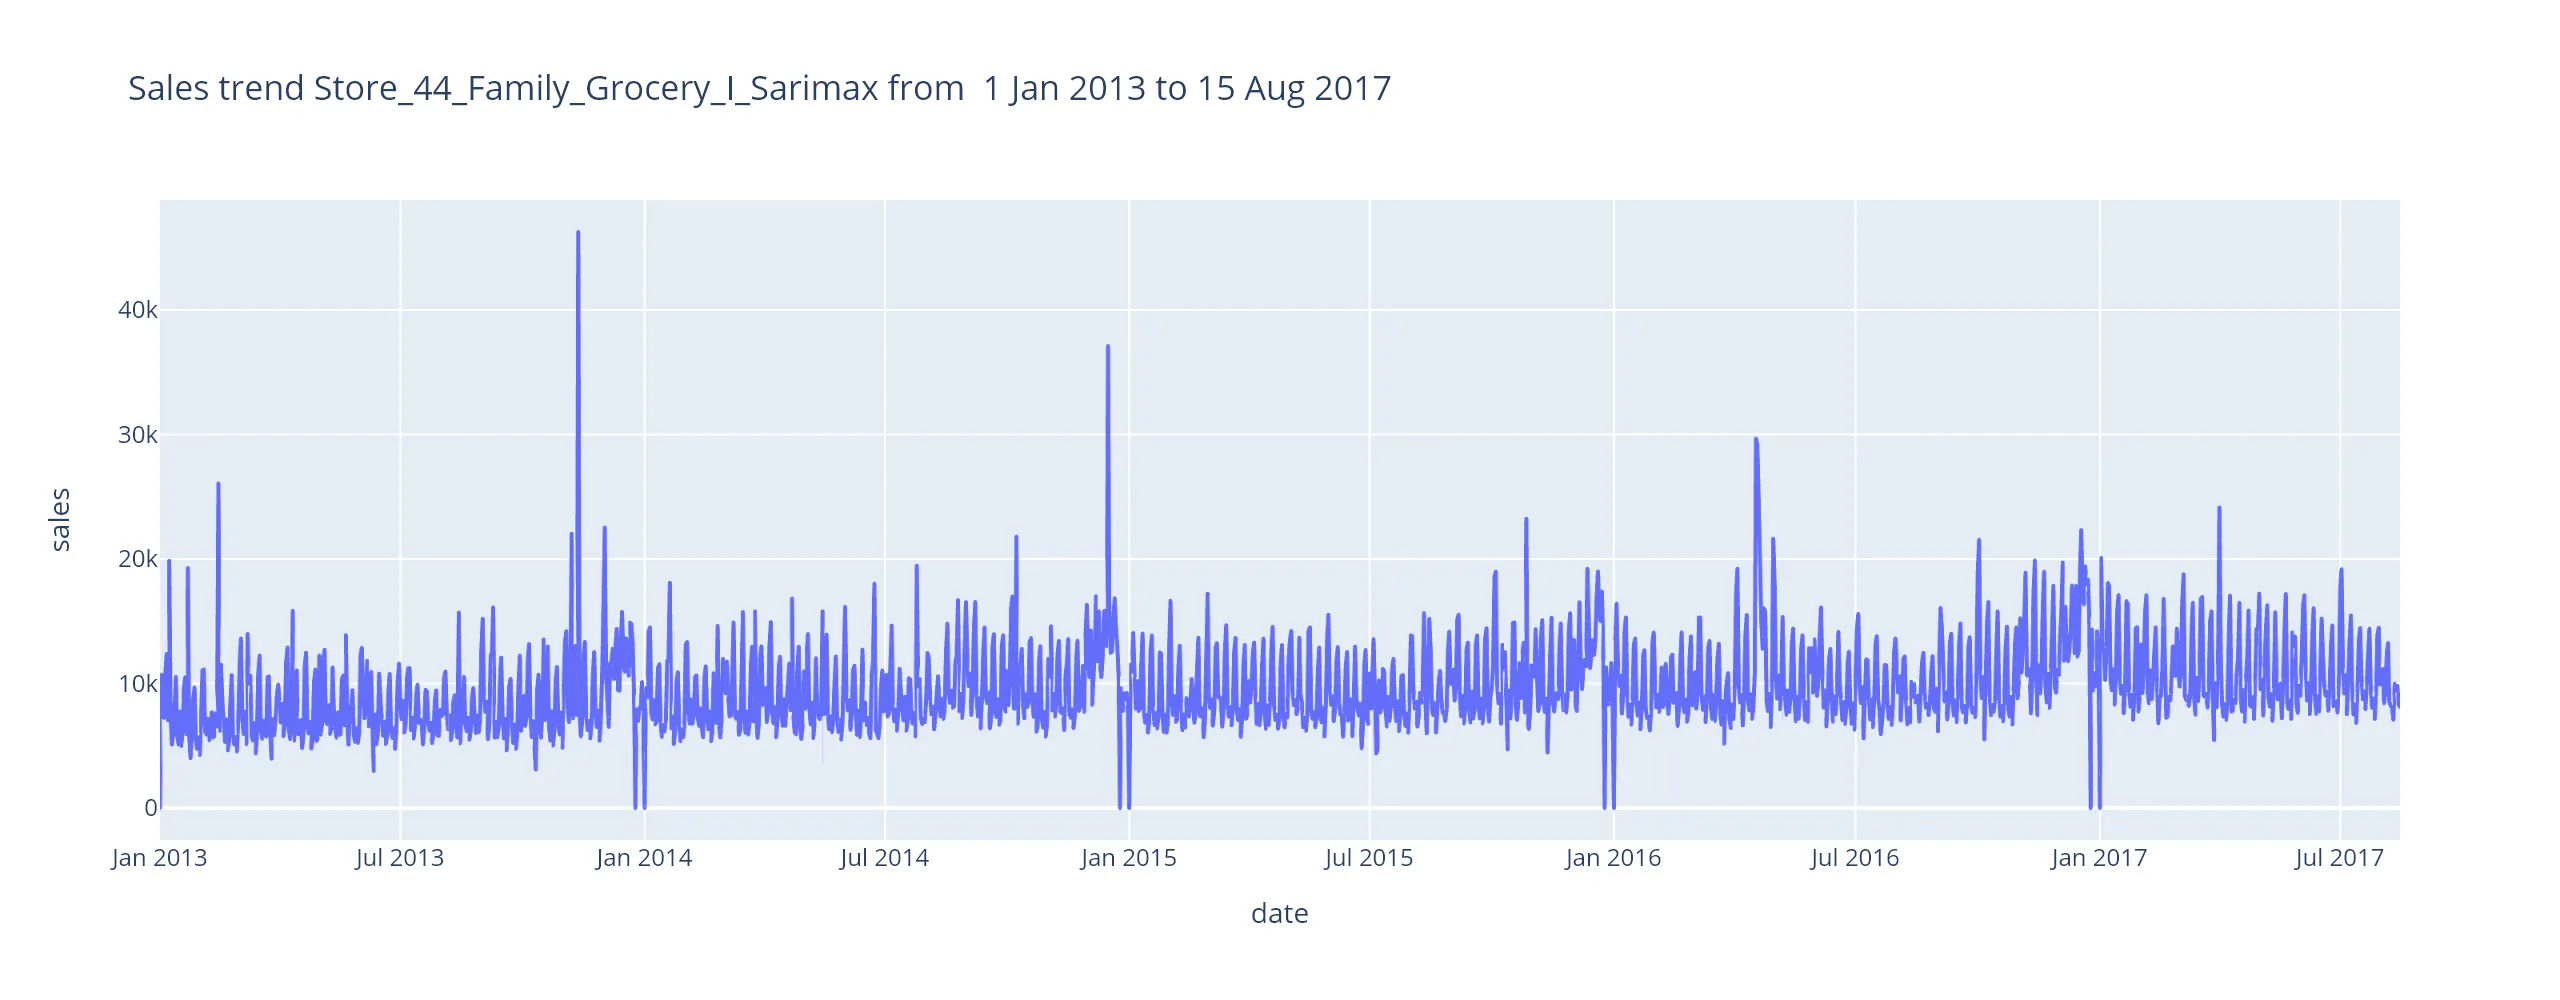 Sales trend Store_44_Family_Grocery_I_Sarimax from  1 Jan 2013 to 15 Aug 2017
40k
30k
20k
10k
0
sales
Jan 2013 Jul 2013 Jan 2014 Jul 2014 Jan 2015 Jul 2015 Jan 2016 Jul 2016 Jan 2017 Jul 2017
date